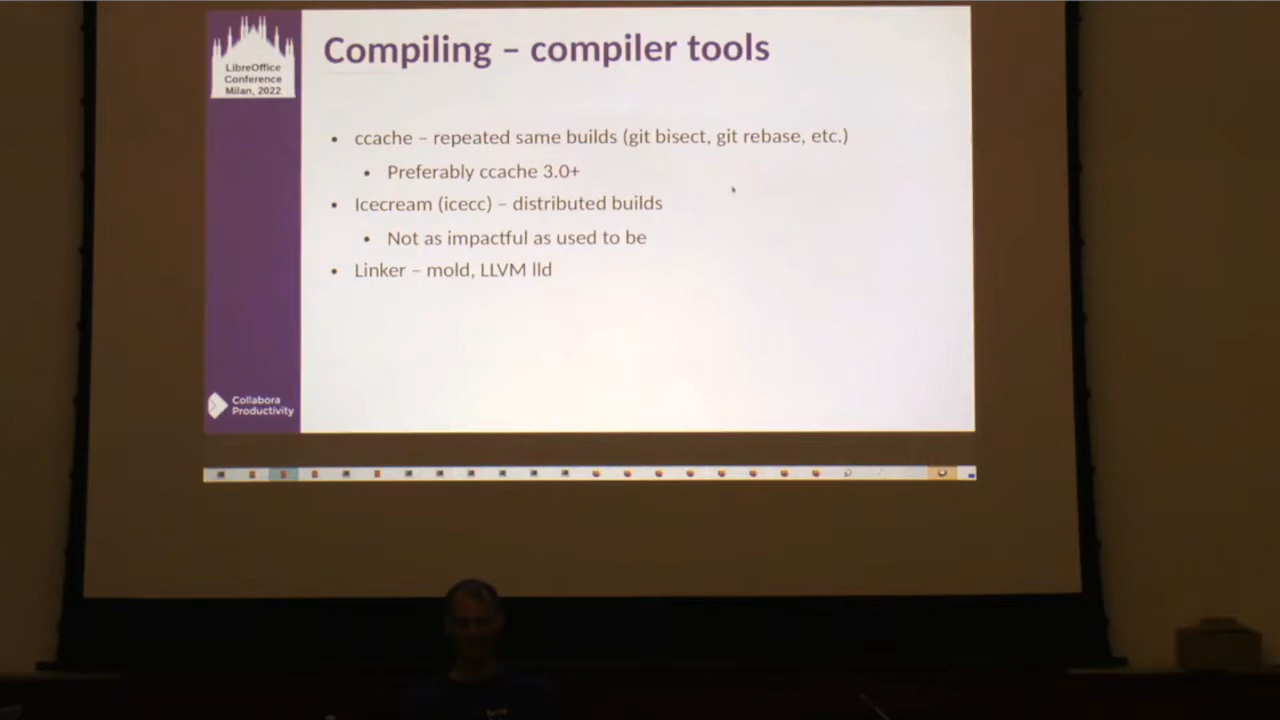 LibreOffice
Conference
Milan, 2022
Compiling – compiler tools
• ccache – repeated same builds (git bisect, git rebase, etc.)
• Preferably ccache 3.0+
• Icecream (icecc) – distributed builds
• Not as impactful as used to be
• Linker – mold, LLVM lld
Collabora
Productivity